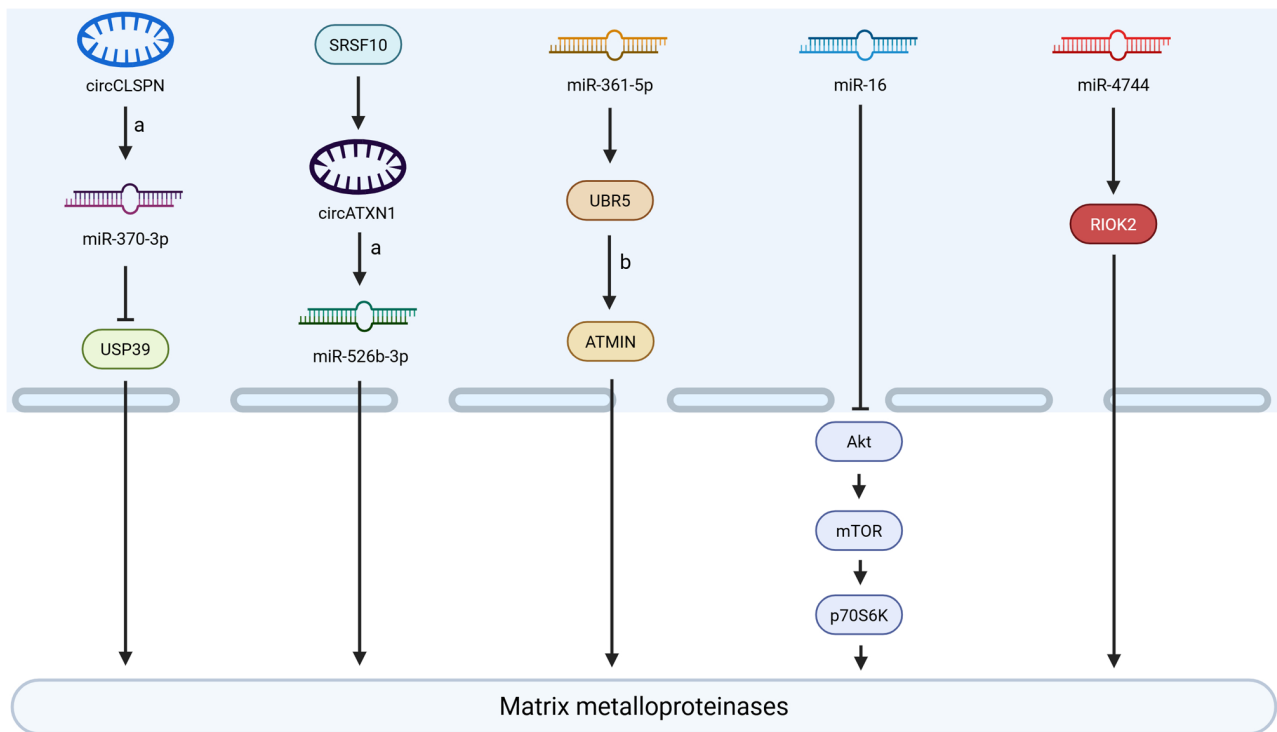 circCLSPN
a
miR-370-3p
USP39
SRSF10
circATXN1
a
miR-526b-3p
miR-361-5p
UBR5
b
ATMIN
miR-16
Akt
mTOR
p70S6K
miR-4744
RIOK2
Matrix metalloproteinases